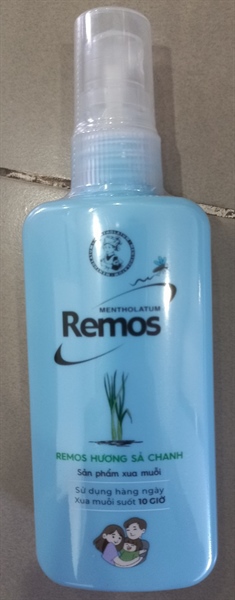 MENTHOLATUM
Remos
REMOS HƯƠNG SẢ CHANH
Sản phẩm xua muỗi
Sử dụng hàng ngày
Xua muỗi suốt 10 GIỜ